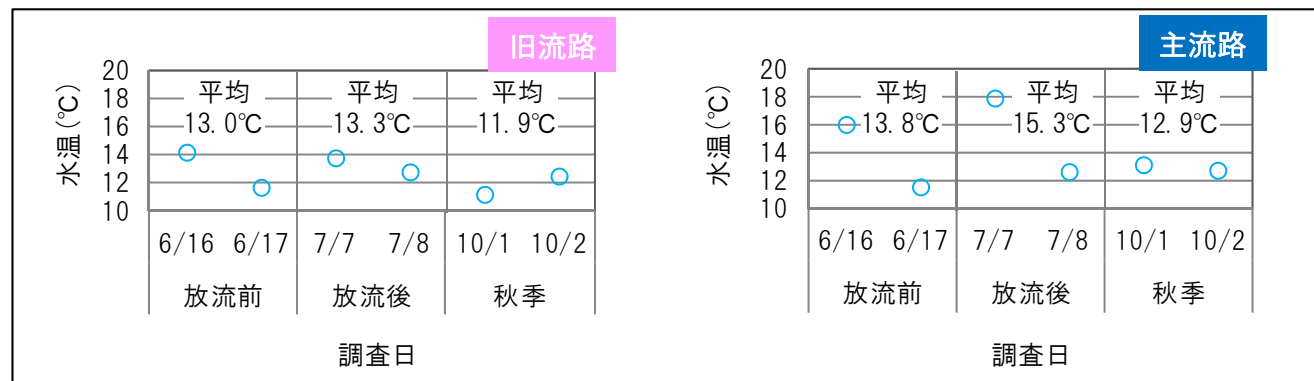 旧流路
水温(℃)
20
18
16
14
12
10
平均
13.0℃
平均
13.3℃
平均
11.9℃
6/16 6/17 7/7 7/8 10/1 10/2
放流前 放流後 秋季
調査日
主流路
水温(℃)
20
18
16
14
12
10
平均
13.8℃
平均
15.3℃
平均
12.9℃
6/16 6/17 7/7 7/8 10/1 10/2
放流前 放流後 秋季
調査日